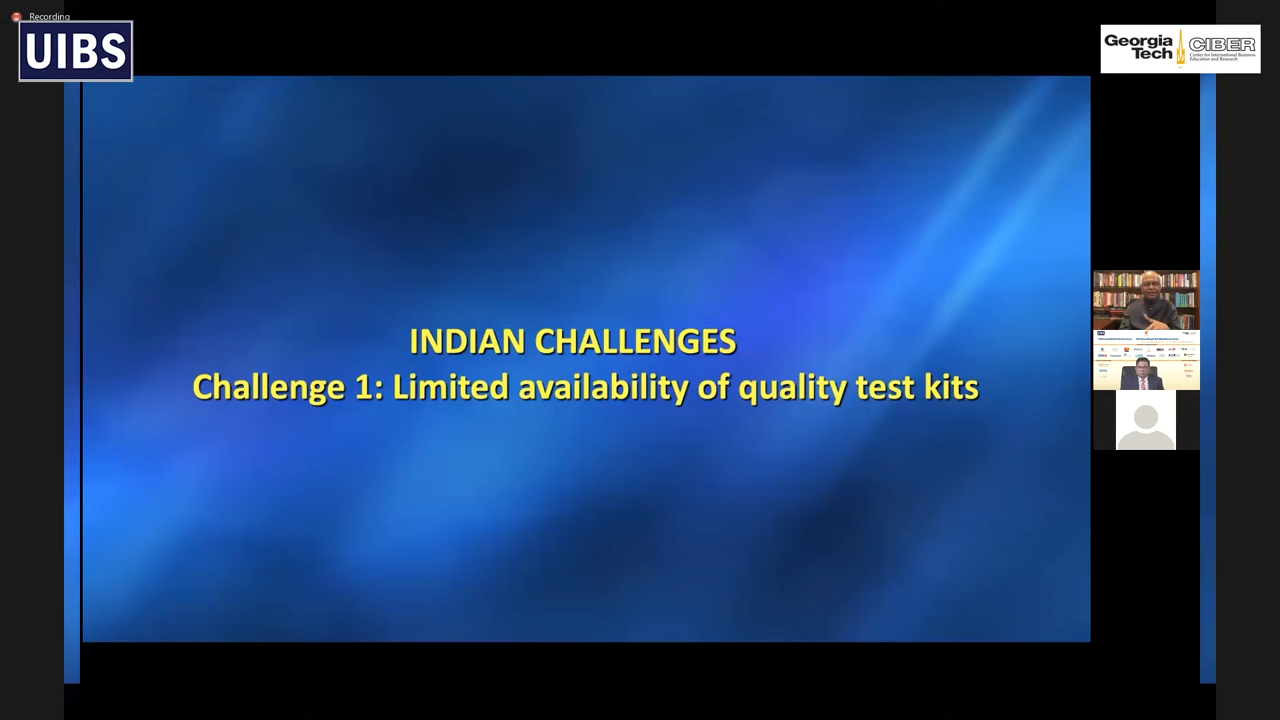 Recording
UIBS
Georgia
Tech
CIBER
Center for International Business
Education and Research
INDIAN CHALLENGES
Challenge 1: Limited availability of quality test kits
UIBS